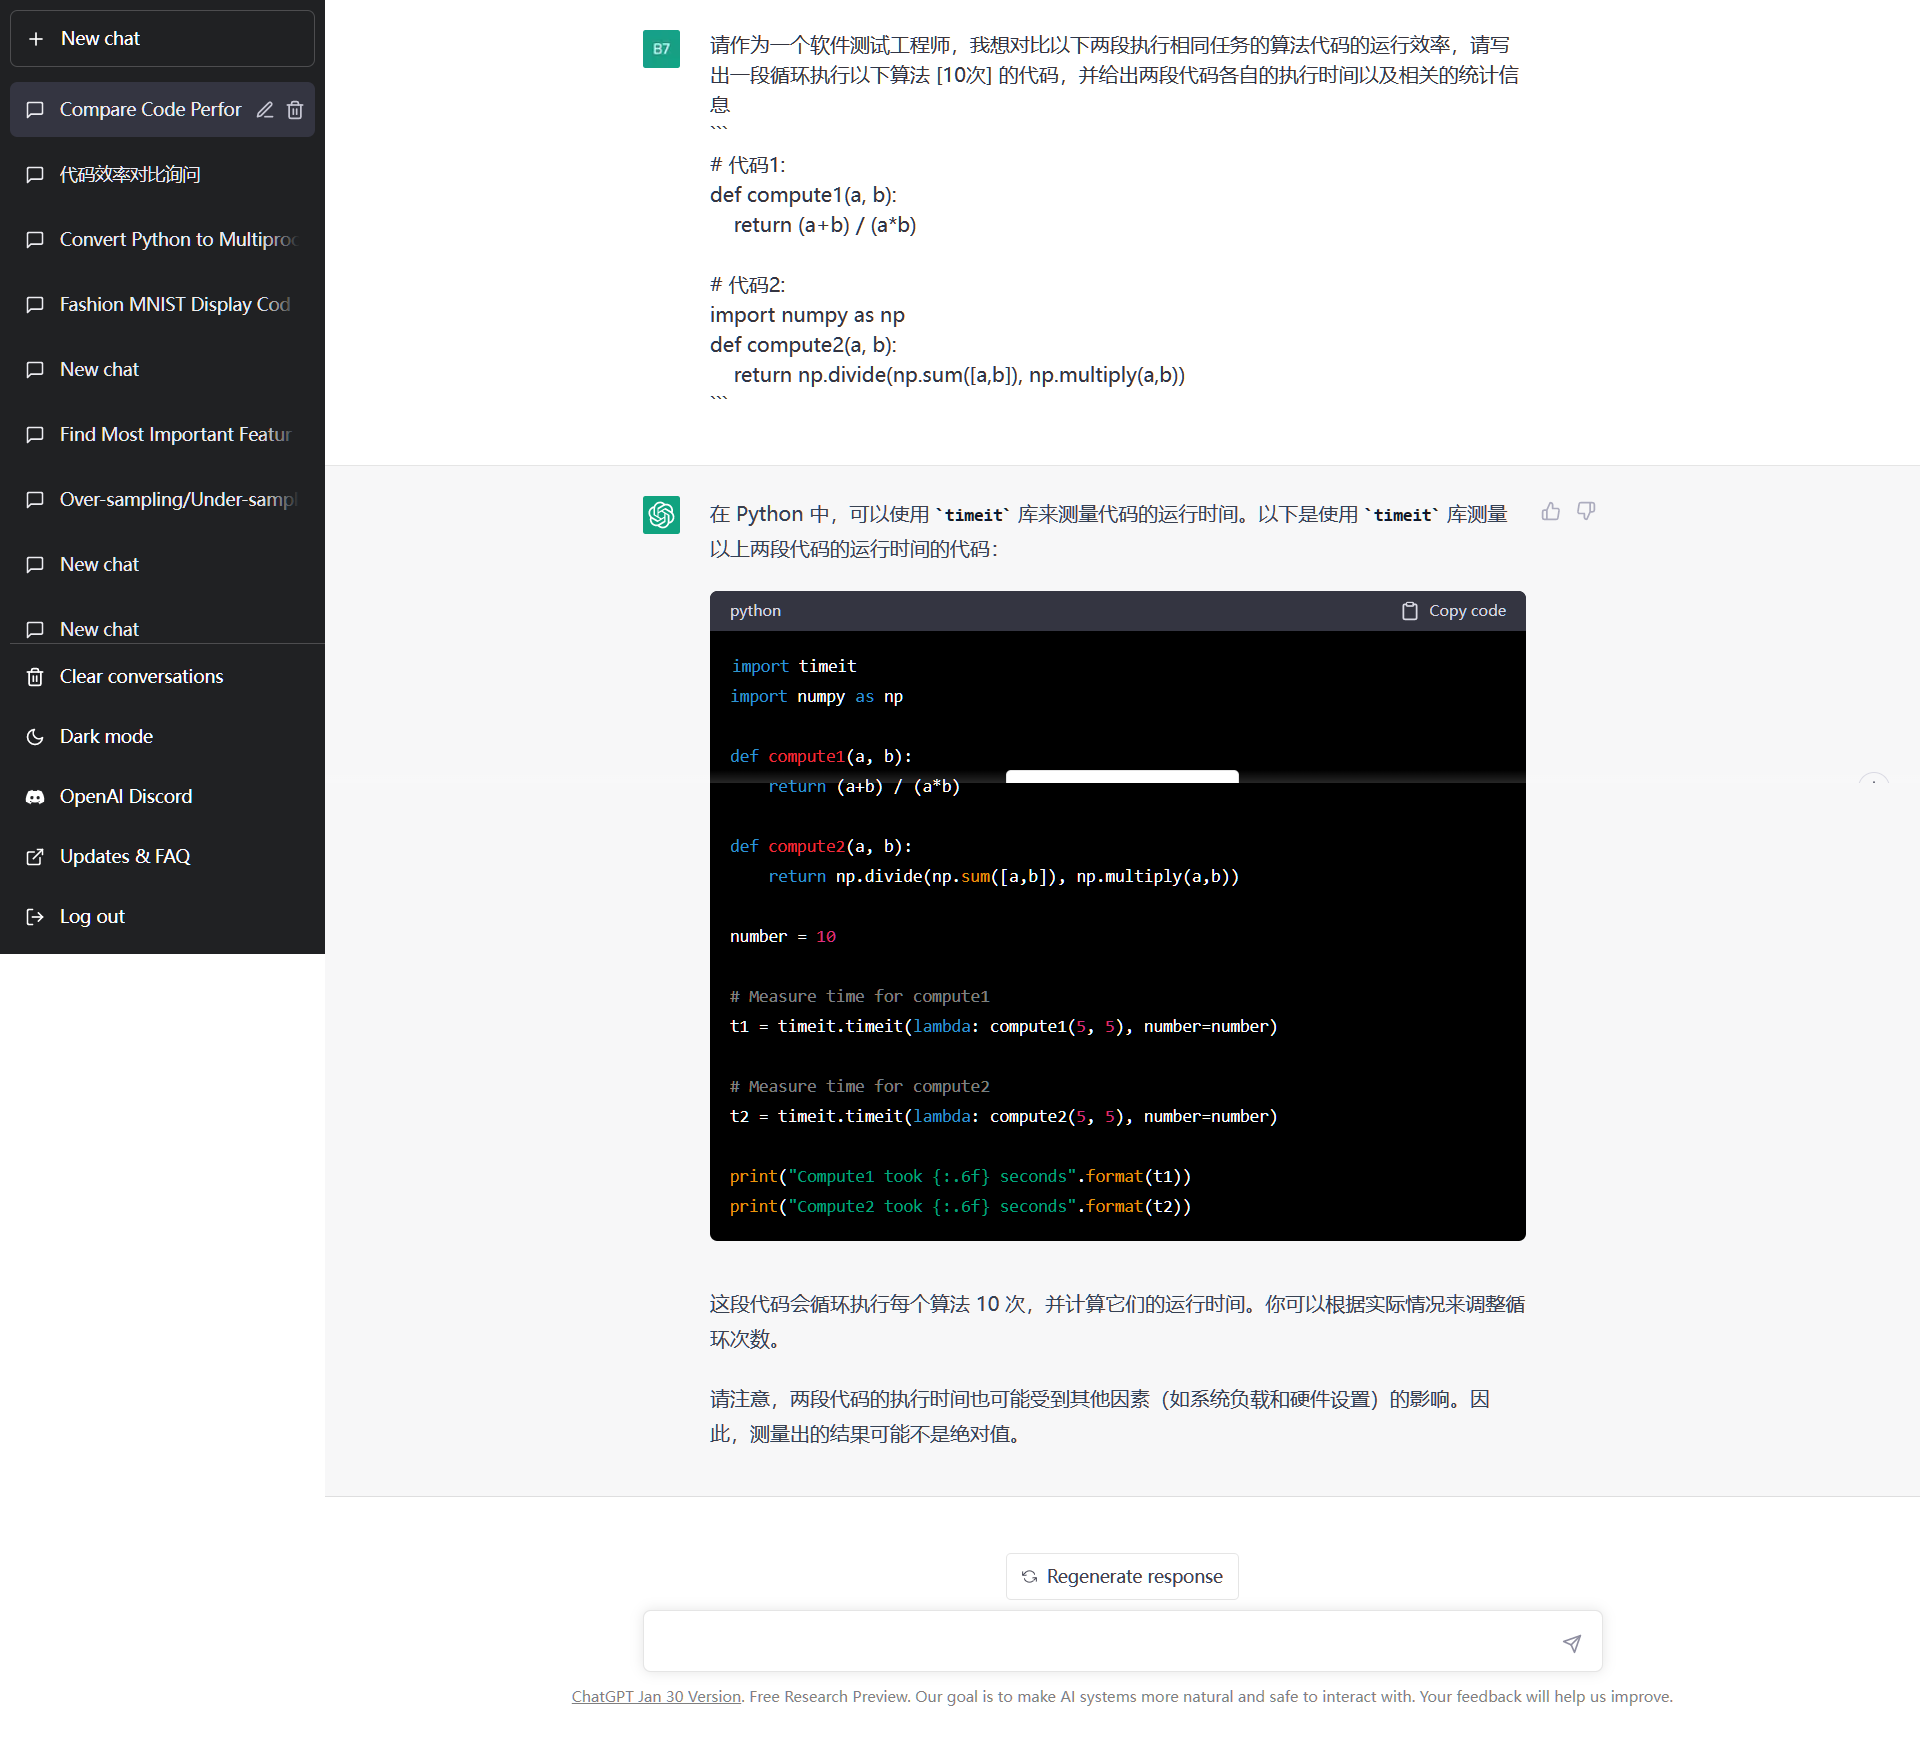 New chat
Compare Code Perfor
代码效率对比询问
Convert Python to Multiproc
Fashion MNIST Display Cod
New chat
Find Most Important Featur
Over-sampling/Under-sampl
New chat
New chat
Clear conversations
Dark mode
OpenAI Discord
Updates & FAQ
Log out
B7
请作为一个软件测试工程师，我想对比以下两段执行相同任务的算法代码的运行效率，请写
出一段循环执行以下算法 [10次] 的代码，并给出两段代码各自的执行时间以及相关的统计信
息
```
# 代码1:
def compute1(a, b):
    return (a+b) / (a*b)
# 代码2:
import numpy as np
def compute2(a, b):
    return np.divide(np.sum([a,b]), np.multiply(a,b))
```
在 Python 中，可以使用 `timeit` 库来测量代码的运行时间。以下是使用 `timeit` 库测量
以上两段代码的运行时间的代码：
python
Copy code
import timeit
import numpy as np
def compute1(a, b):
    return (a+b) / (a*b)
def compute2(a, b):
    return np.divide(np.sum([a,b]), np.multiply(a,b))
number = 10
# Measure time for compute1
t1 = timeit.timeit(lambda: compute1(5, 5), number=number)
# Measure time for compute2
t2 = timeit.timeit(lambda: compute2(5, 5), number=number)
print("Compute1 took {:.6f} seconds".format(t1))
print("Compute2 took {:.6f} seconds".format(t2))
这段代码会循环执行每个算法 10 次，并计算它们的运行时间。你可以根据实际情况来调整循
环次数。
请注意，两段代码的执行时间也可能受到其他因素（如系统负载和硬件设置）的影响。因
此，测量出的结果可能不是绝对值。
Regenerate response
ChatGPT Jan 30 Version. Free Research Preview. Our goal is to make AI systems more natural and safe to interact with. Your feedback will help us improve.